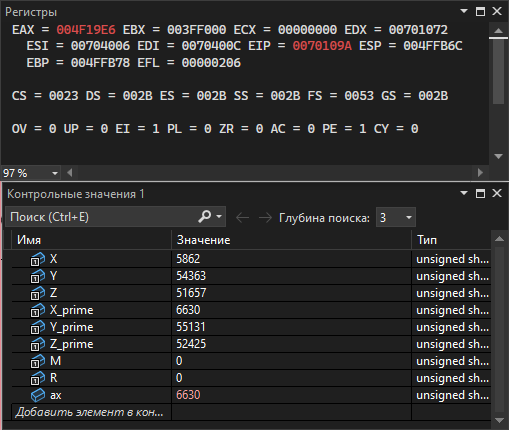 Регистры
EAX = 004F19E6 EBX = 003FF000 ECX = 00000000 EDX = 00701072
ESI = 00704006 EDI = 0070400C EIP = 0070109A ESP = 004FFB6C
EBP = 004FFB78 EFL = 00000206
CS = 0023 DS = 002B ES = 002B SS = 002B FS = 0053 GS = 002B
OV = 0 UP = 0 EI = 1 PL = 0 ZR = 0 AC = 0 PE = 1 CY = 0
97 %
Контрольные значения 1
Поиск (Ctrl+E) Глубина поиска: 3
Имя Значение Тип
X 5862 unsigned sh...
Y 54363 unsigned sh...
Z 51657 unsigned sh...
X_prime 6630 unsigned sh...
Y_prime 55131 unsigned sh...
Z_prime 52425 unsigned sh...
M 0 unsigned sh...
R 0 unsigned sh...
ax 6630 unsigned sh...
Добавить элемент в кон...